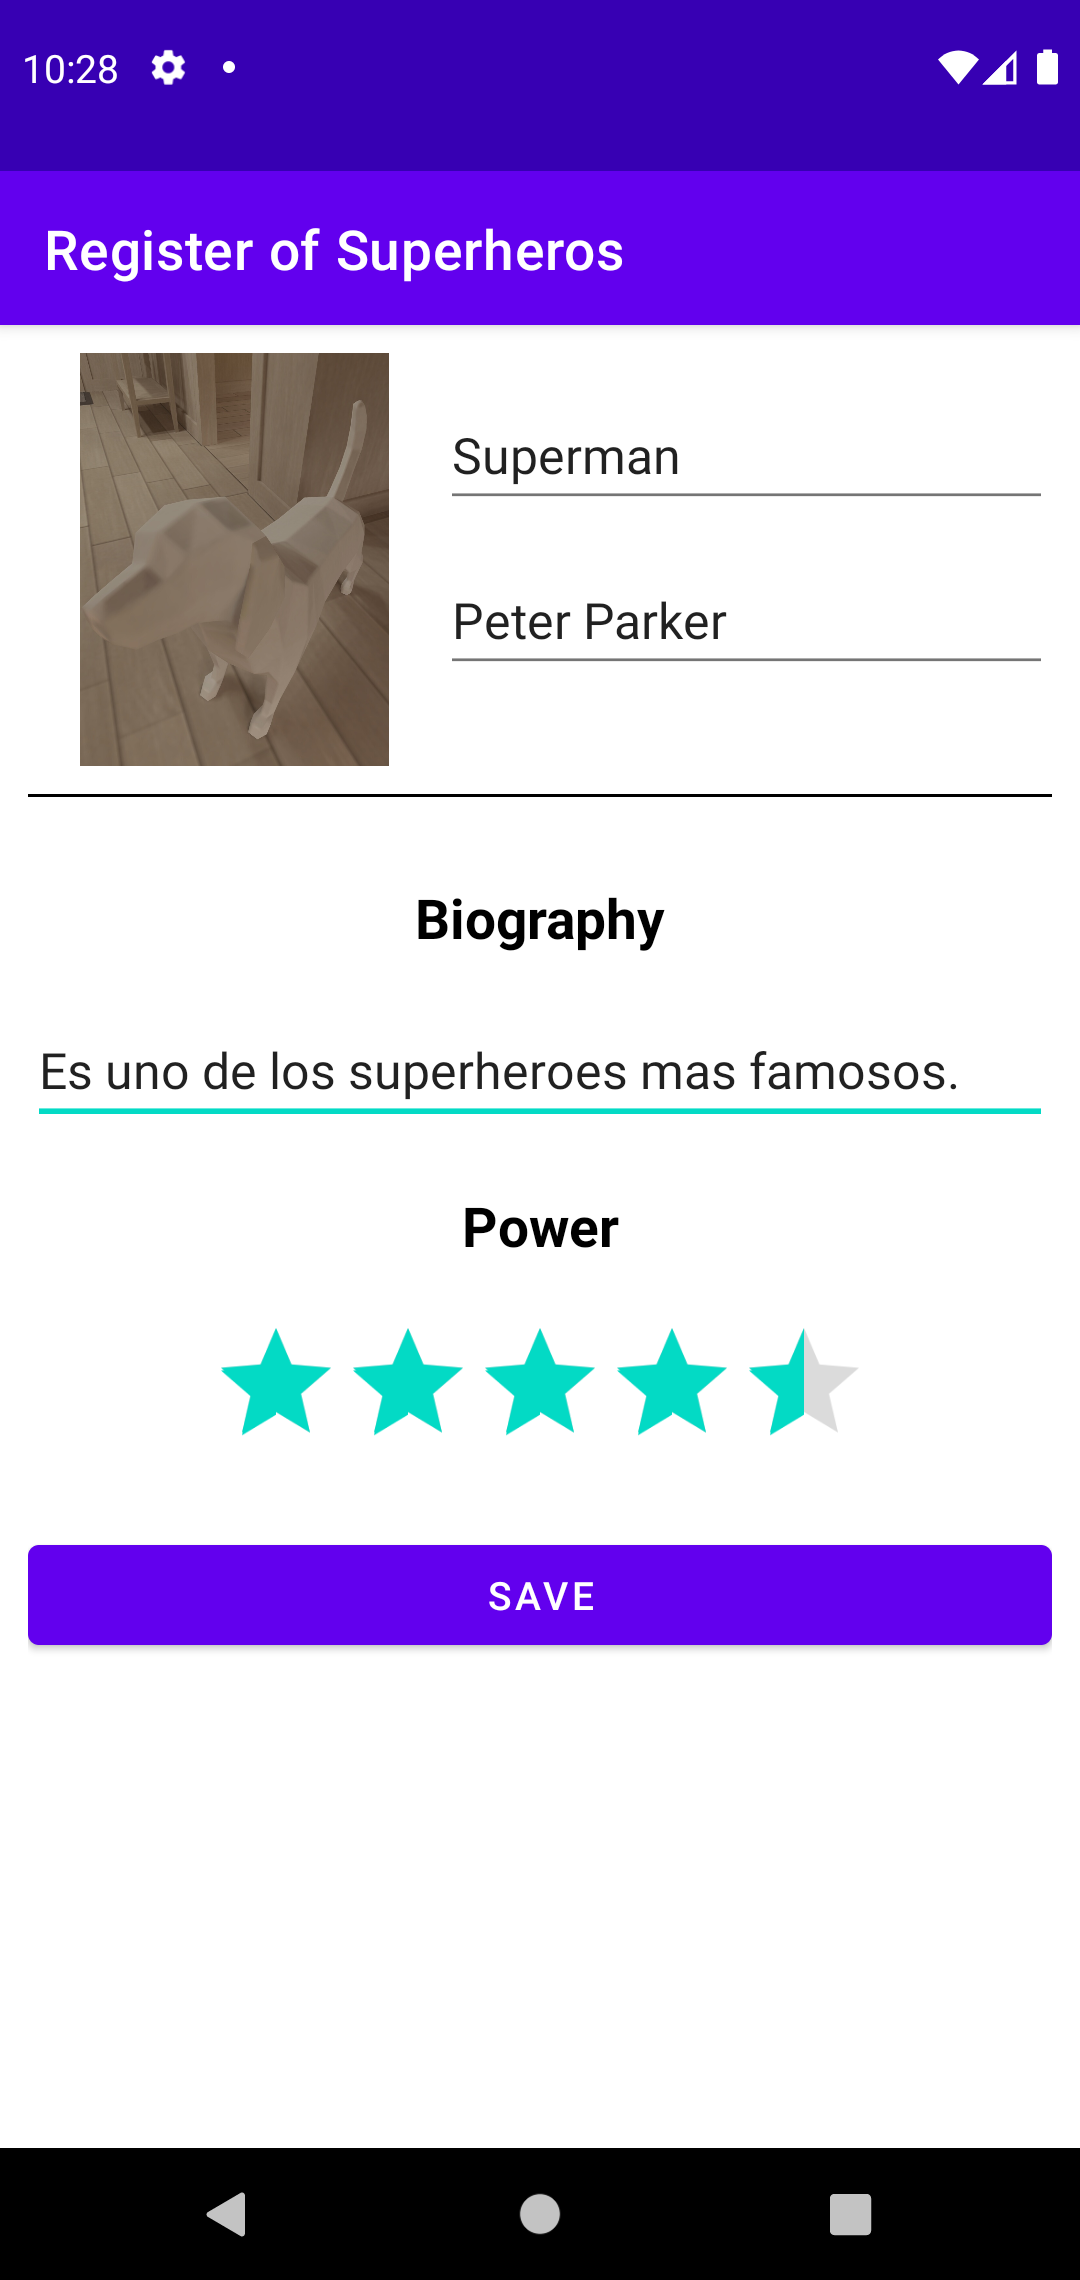 10:28
Register of Superheros
Superman
Peter Parker
Biography
Es uno de los superheroes mas famosos.
Power
SAVE